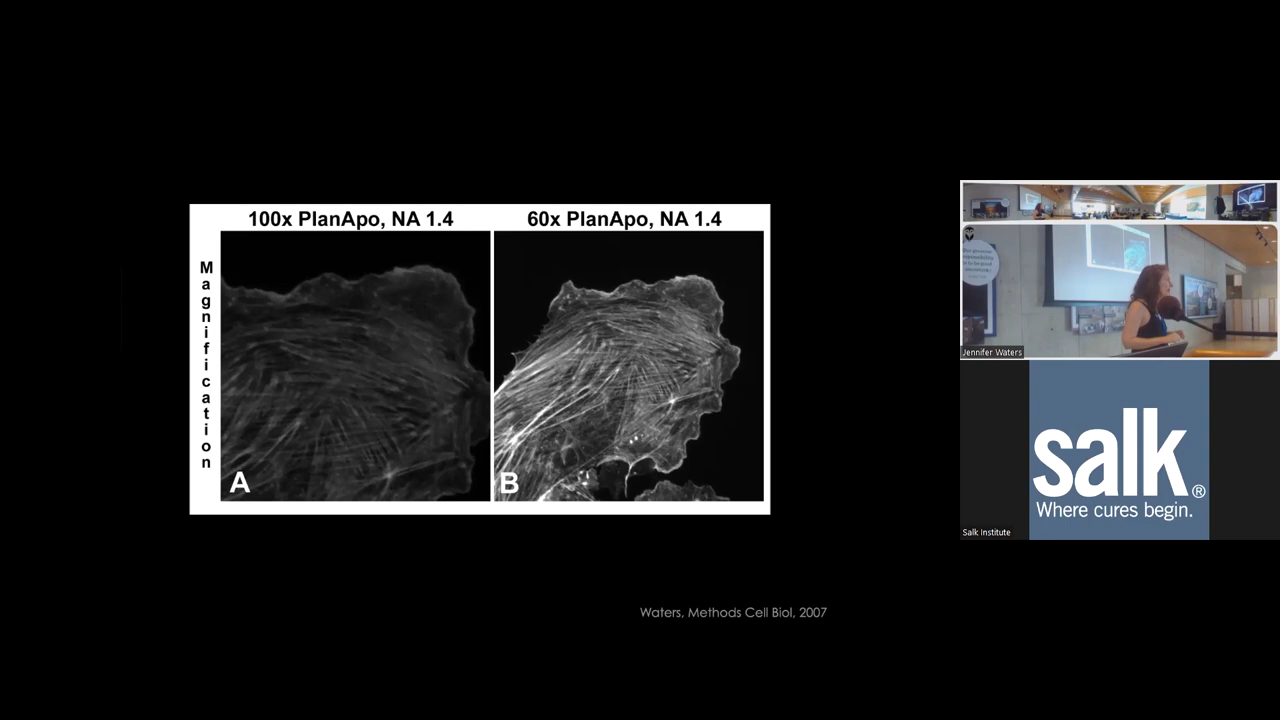 100x PlanApo, NA 1.4
60x PlanApo, NA 1.4
Magnification
A
B
Waters, Methods Cell Biol, 2007
Jennifer Waters
salk®
Where cures begin.
Salk Institute